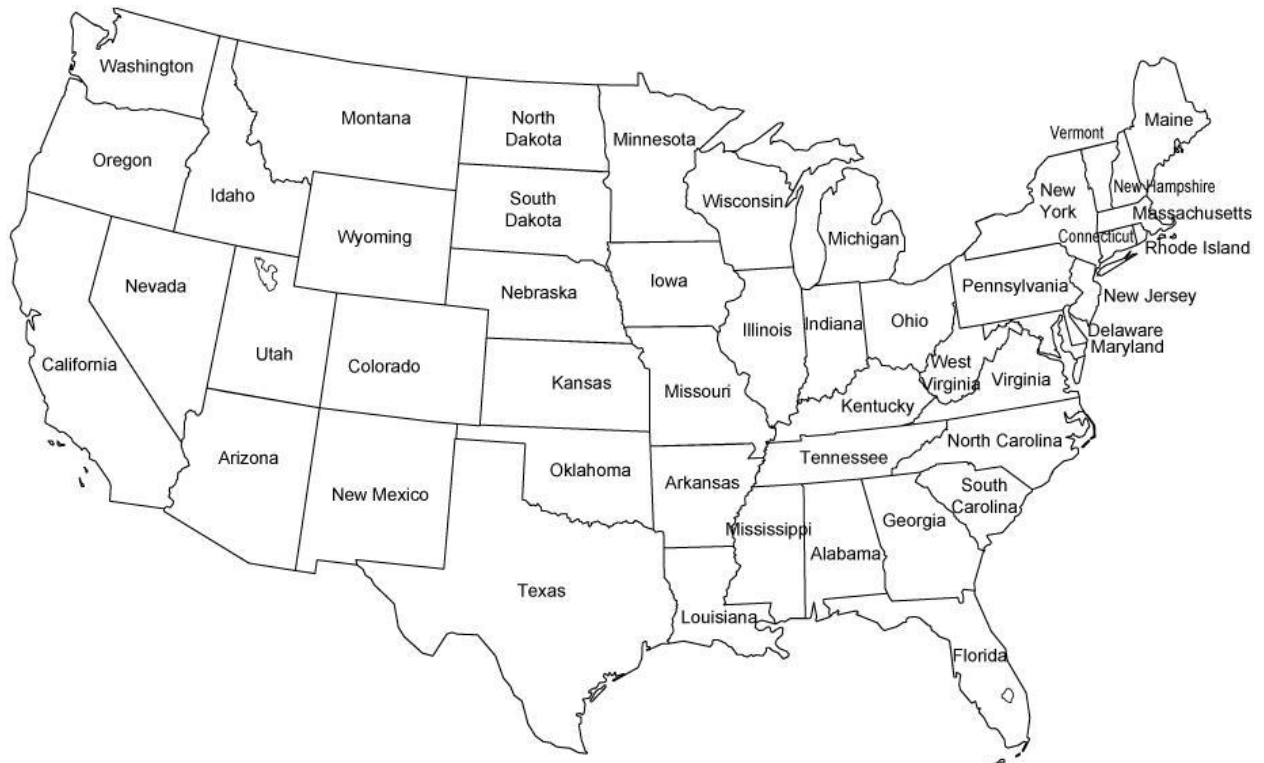 Washington
Montana
North
Dakota
Minnesota
Vermont
Maine
Oregon
Idaho
South
Dakota
Wisconsin
New
York
New Hampshire
Massachusetts
Wyoming
Michigan
Connecticut
Rhode Island
Nevada
Nebraska
Iowa
Pennsylvania
New Jersey
California
Utah
Colorado
Kansas
Missouri
Illinois
Indiana
Ohio
West
Virginia
Virginia
Delaware
Maryland
Kentucky
Arizona
New Mexico
Oklahoma
Arkansas
Tennessee
North Carolina
South
Carolina
Mississippi
Alabama
Georgia
Texas
Louisiana
Florida